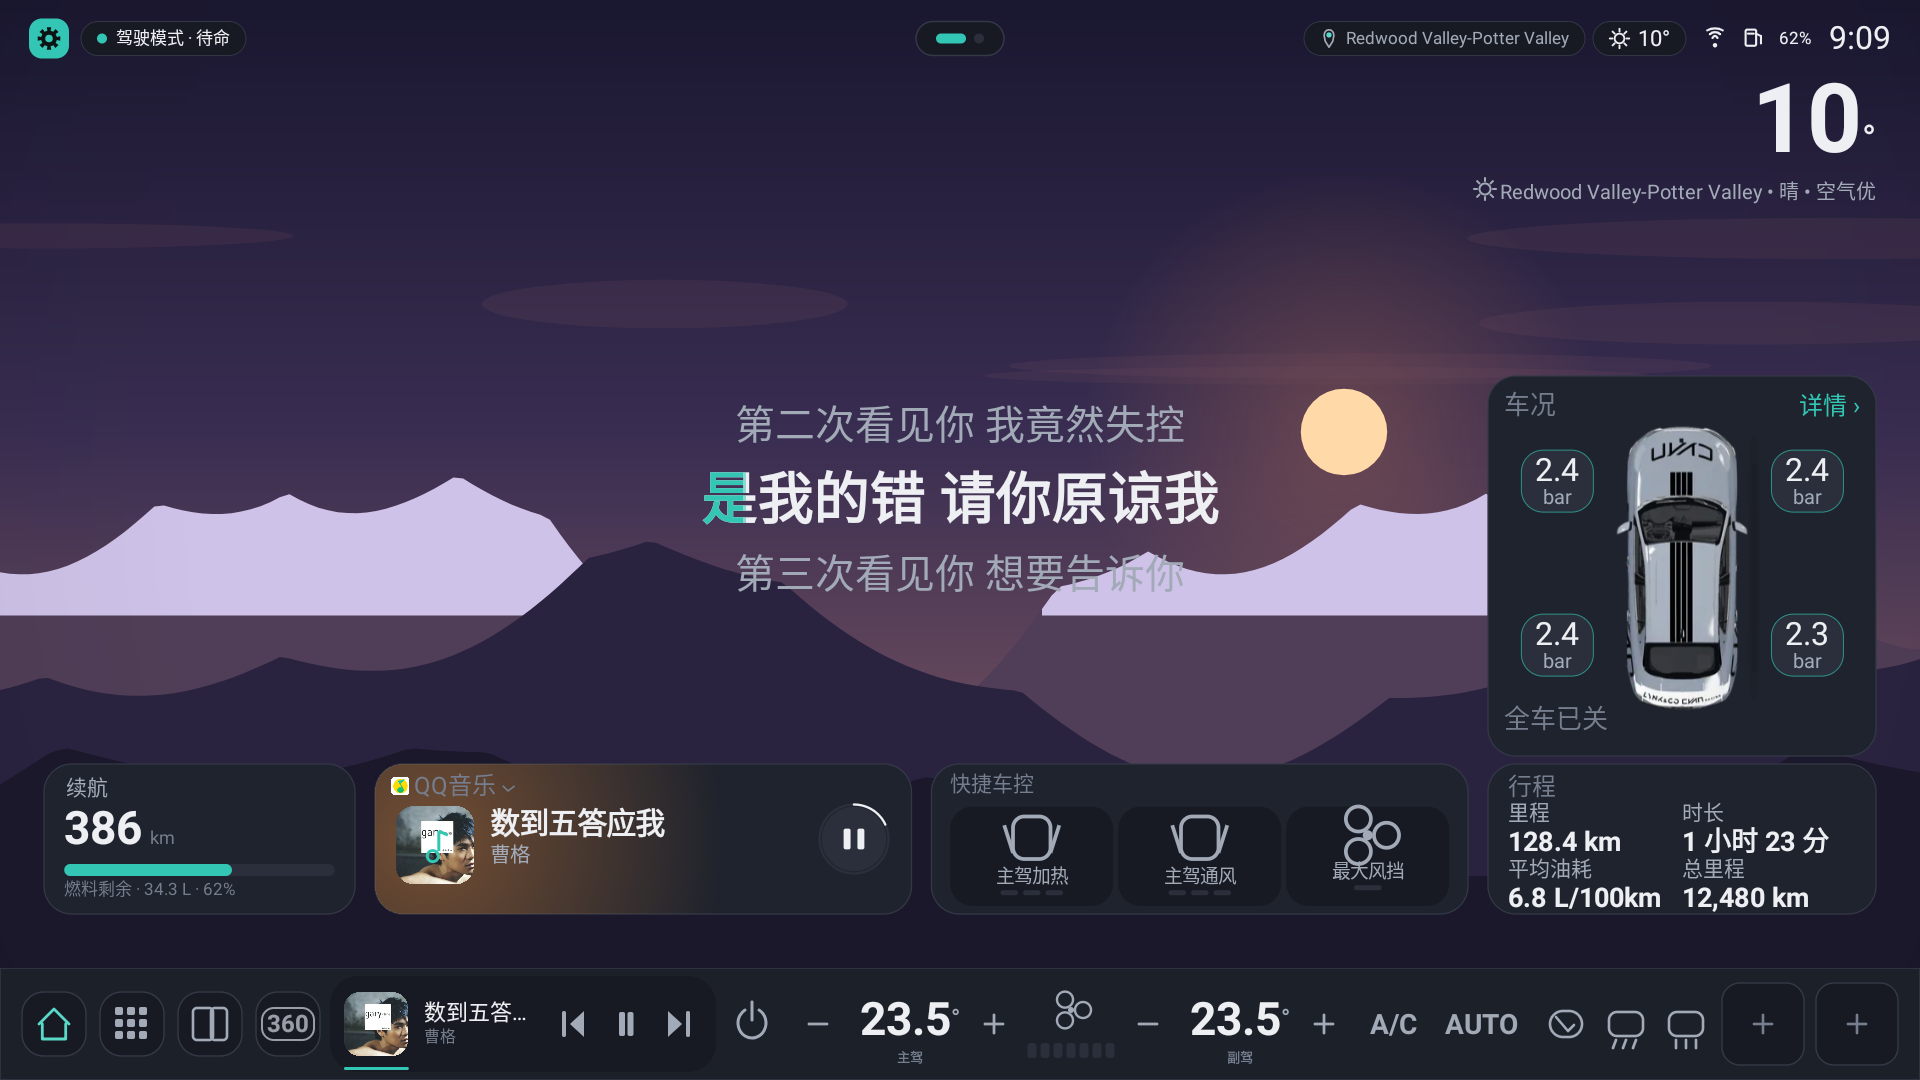 驾驶模式 · 待命
Redwood Valley-Potter Valley
10°
62%
9:09
10°
Redwood Valley-Potter Valley • 晴 • 空气优
第二次看见你 我竟然失控
是我的错 请你原谅我
第三次看见你 想要告诉你
车况
详情 ›
2.4
bar
2.4
bar
2.4
bar
2.3
bar
全车已关
续航
386 km
燃料剩余 · 34.3 L · 62%
QQ音乐
数到五答应我
曹格
快捷车控
主驾加热
主驾通风
最大风挡
行程
里程
128.4 km
时长
1 小时 23 分
平均油耗
6.8 L/100km
总里程
12,480 km
360
数到五答...
曹格
23.5°
主驾
23.5°
副驾
A/C
AUTO